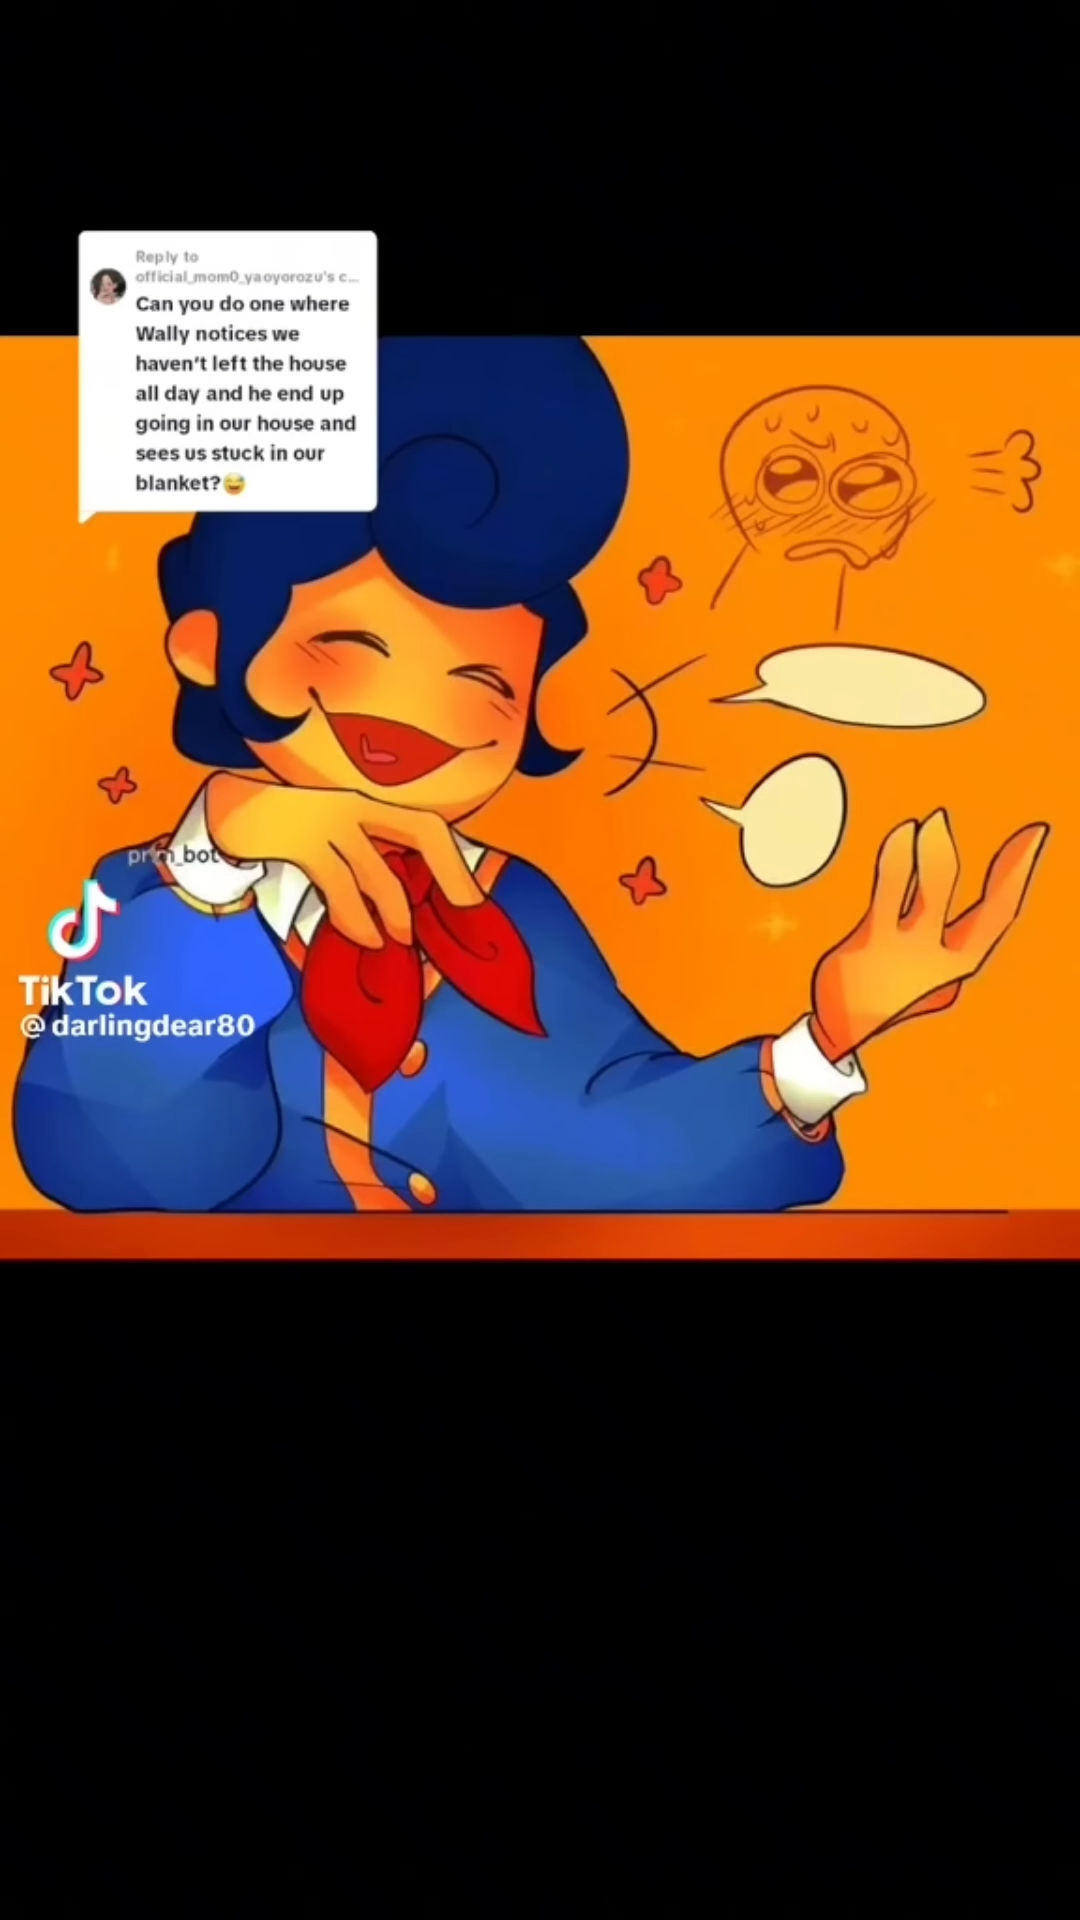 Reply to
official_mom0_yaoyorozu's c...
Can you do one where
Wally notices we
haven't left the house
all day and he end up
going in our house and
sees us stuck in our
blanket?😅
TikTok
@darlingdear80